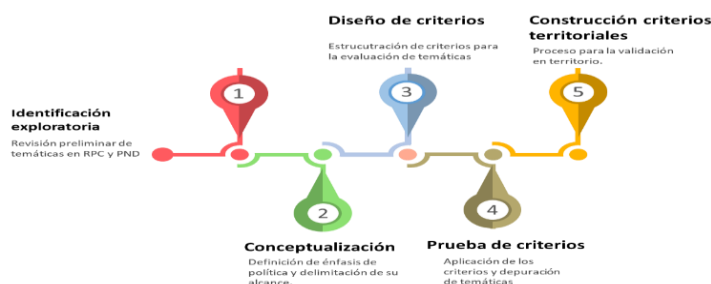 1
Identificación
exploratoria
Revisión preliminar de
temáticas en RPC y PND
2
Conceptualización
Definición de énfasis de
política y delimitación de su
alcance.
3
Diseño de criterios
Estrucutración de criterios para
la evaluación de temáticas
4
Prueba de criterios
Aplicación de los
criterios y depuración
de temáticas
5
Construcción criterios
territoriales
Proceso para la validación
en territorio.